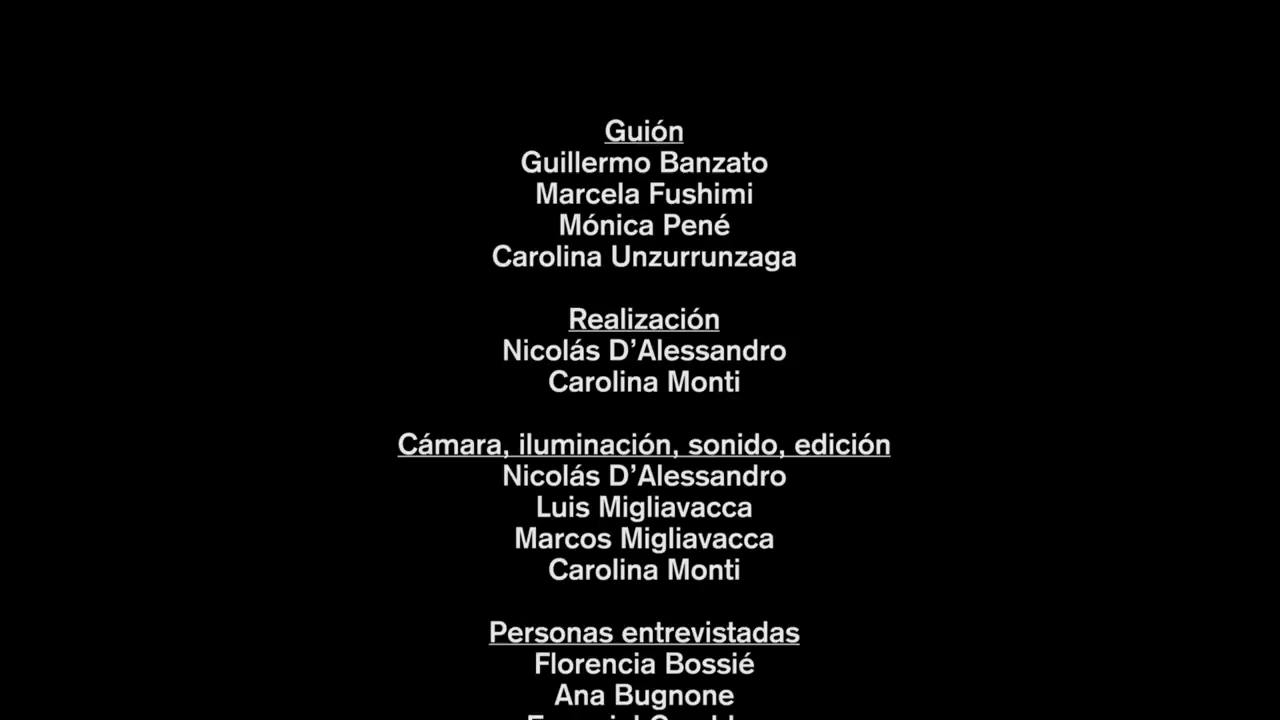 Guión
Guillermo Banzato
Marcela Fushimi
Mónica Pené
Carolina Unzurrunzaga
Realización
Nicolás D’Alessandro
Carolina Monti
Cámara, iluminación, sonido, edición
Nicolás D’Alessandro
Luis Migliavacca
Marcos Migliavacca
Carolina Monti
Personas entrevistadas
Florencia Bossié
Ana Bugnone